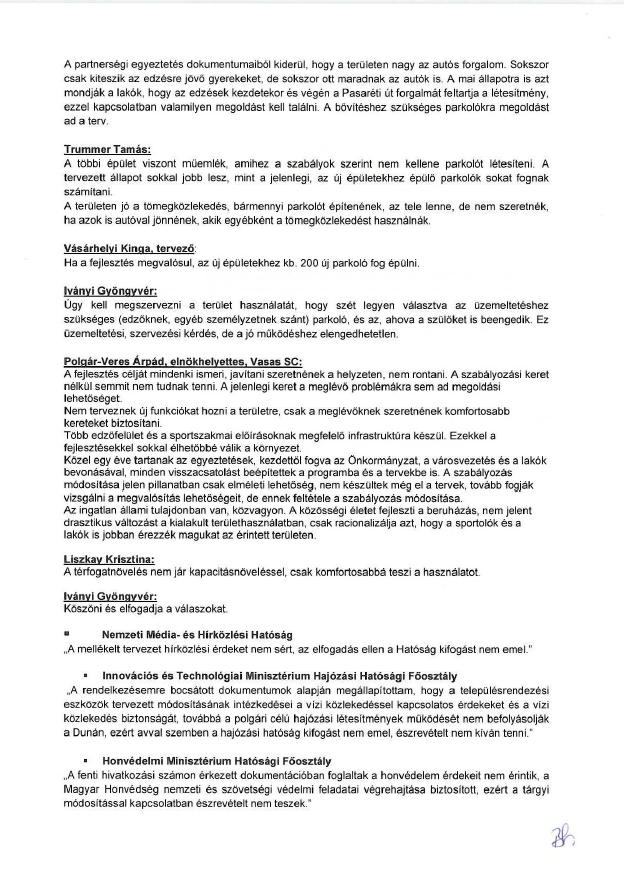 A partnerségi egyeztetés dokumentumaiból kiderül, hogy a területen nagy az autós forgalom. Sokszor
csak kiteszik az edzésre jövő gyerekeket, de sokszor ott maradnak az autók is. A mai állapotra is azt
mondják a lakók, hogy az edzések kezdetekor és végén a Pasaréti út forgalmát feltartja a létesítmény,
ezzel kapcsolatban valamilyen megoldást kell találni. A bővítéshez szükséges parkolókra megoldást
ad a terv.
Trummer Tamás:
A többi épület viszont műemlék, amihez a szabályok szerint nem kellene parkolót létesíteni. A
tervezett állapot sokkal jobb lesz, mint a jelenlegi, az új épületekhez épülő parkolók sokat fognak
számítani.
A területen jó a tömegközlekedés, bármennyi parkolót építenének, az tele lenne, de nem szeretnék,
ha azok is autóval jönnének, akik egyébként a tömegközlekedést használnák.
Vásárhelyi Kinga, tervező:
Ha a fejlesztés megvalósul, az új épületekhez kb. 200 új parkoló fog épülni.
Iványi Gyöngyvér:
Úgy kell megszervezni a terület használatát, hogy szét legyen választva az üzemeltetéshez
szükséges (edzőknek, egyéb személyzetnek szánt) parkoló, és az, ahova a szülőket is beengedik. Ez
üzemeltetési, szervezési kérdés, de a jó működéshez elengedhetetlen.
Polgár-Veres Árpád, elnökhelyettes, Vasas SC:
A fejlesztés célját mindenki ismeri, javítani szeretnének a helyzeten, nem rontani. A szabályozási keret
nélkül semmit nem tudnak tenni. A jelenlegi keret a meglévő problémákra sem ad megoldási
lehetőséget.
Nem terveznek új funkciókat hozni a területre, csak a meglévőknek szeretnének komfortosabb
kereteket biztosítani.
Több edzőfelület és a sportszakmai előírásoknak megfelelő infrastruktúra készül. Ezekkel a
fejlesztésekkel sokkal élhetőbbé válik a környezet.
Közel egy éve tartanak az egyeztetések, kezdettől fogva az Önkormányzat, a városvezetés és a lakók
bevonásával, minden visszacsatolást beépítettek a programba és a tervekbe is. A szabályozás
módosítása jelen pillanatban csak elméleti lehetőség, nem készültek még el a tervek, tovább fogják
vizsgálni a megvalósítás lehetőségeit, de ennek feltétele a szabályozás módosítása.
Az ingatlan állami tulajdonban van, közvagyon. A közösségi életet fejleszti a beruházás, nem jelent
drasztikus változást a kialakult területhasználatban, csak racionalizálja azt, hogy a sportolók és a
lakók is jobban érezzék magukat az érintett területen.
Liszkay Krisztina:
A térfogatnövelés nem jár kapacitásnöveléssel, csak komfortosabbá teszi a használatot.
Iványi Gyöngyvér:
Köszöni és elfogadja a válaszokat.
▪ Nemzeti Média- és Hírközlési Hatóság
„A mellékelt tervezet hírközlési érdeket nem sért, az elfogadás ellen a Hatóság kifogást nem emel.”
▪ Innovációs és Technológiai Minisztérium Hajózási Hatósági Főosztály
„A rendelkezésemre bocsátott dokumentumok alapján megállapítottam, hogy a településrendezési
eszközök tervezett módosításának intézkedései a vízi közlekedéssel kapcsolatos érdekeket és a vízi
közlekedés biztonságát, továbbá a polgári célú hajózási létesítmények működését nem befolyásolják
a Dunán, ezért avval szemben a hajózási hatóság kifogást nem emel, észrevételt nem kíván tenni.”
▪ Honvédelmi Minisztérium Hatósági Főosztály
„A fenti hivatkozási számon érkezett dokumentációban foglaltak a honvédelem érdekeit nem érintik, a
Magyar Honvédség nemzeti és szövetségi védelmi feladatai végrehajtása biztosított, ezért a tárgyi
módosítással kapcsolatban észrevételt nem teszek.”